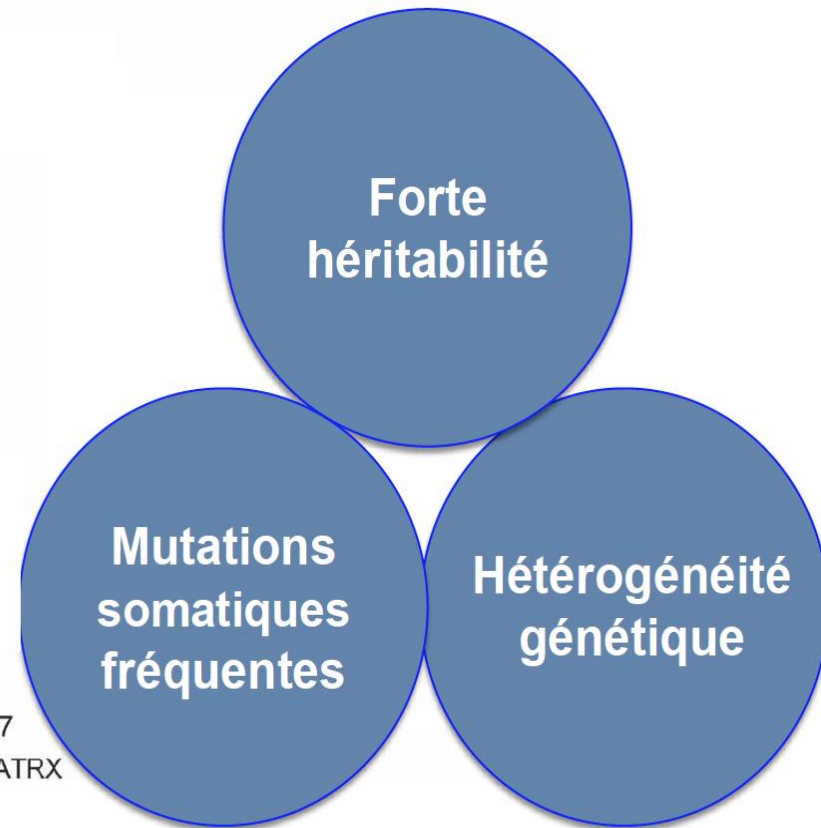 Forte
héritabilité
Mutations
somatiques
fréquentes
Hétérogénéité
génétique
7
ATRX